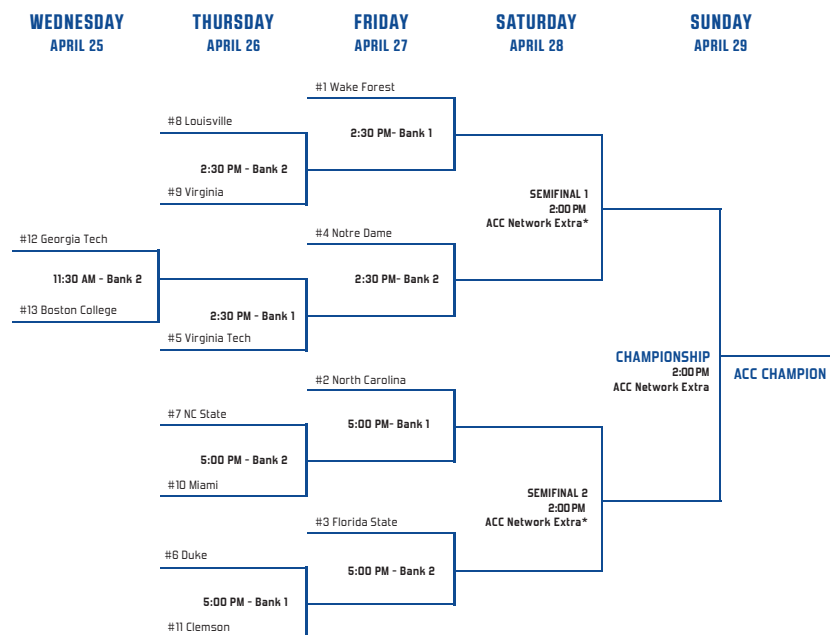 WEDNESDAY
APRIL 25
THURSDAY
APRIL 26
FRIDAY
APRIL 27
SATURDAY
APRIL 28
SUNDAY
APRIL 29
#12 Georgia Tech
11:30 AM - Bank 2
#13 Boston College
#8 Louisville
2:30 PM - Bank 2
#9 Virginia
2:30 PM - Bank 1
#5 Virginia Tech
#7 NC State
5:00 PM - Bank 2
#10 Miami
#6 Duke
5:00 PM - Bank 1
#11 Clemson
#1 Wake Forest
2:30 PM- Bank 1
#4 Notre Dame
2:30 PM- Bank 2
#2 North Carolina
5:00 PM- Bank 1
#3 Florida State
5:00 PM - Bank 2
SEMIFINAL 1
2:00 PM
ACC Network Extra*
SEMIFINAL 2
2:00 PM
ACC Network Extra*
CHAMPIONSHIP
2:00 PM
ACC Network Extra
ACC CHAMPION